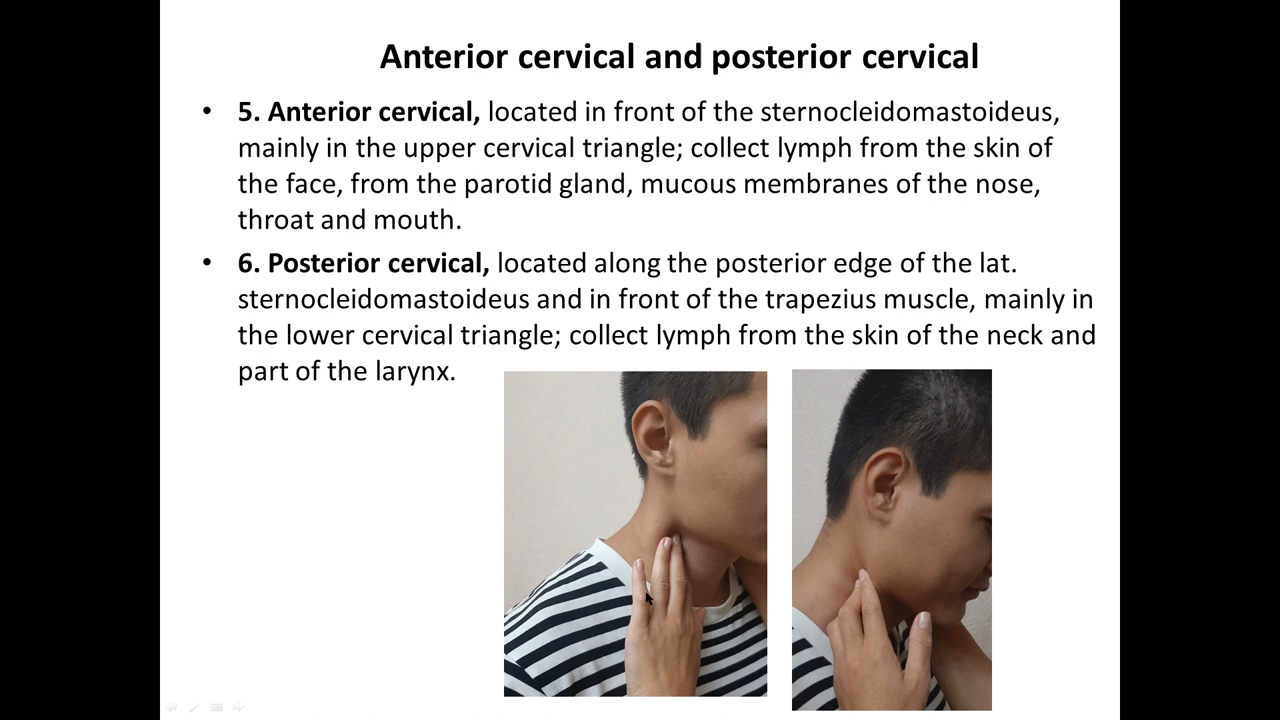 Anterior cervical and posterior cervical
• 5. Anterior cervical, located in front of the sternocleidomastoideus,
mainly in the upper cervical triangle; collect lymph from the skin of
the face, from the parotid gland, mucous membranes of the nose,
throat and mouth.
• 6. Posterior cervical, located along the posterior edge of the lat.
sternocleidomastoideus and in front of the trapezius muscle, mainly in
the lower cervical triangle; collect lymph from the skin of the neck and
part of the larynx.